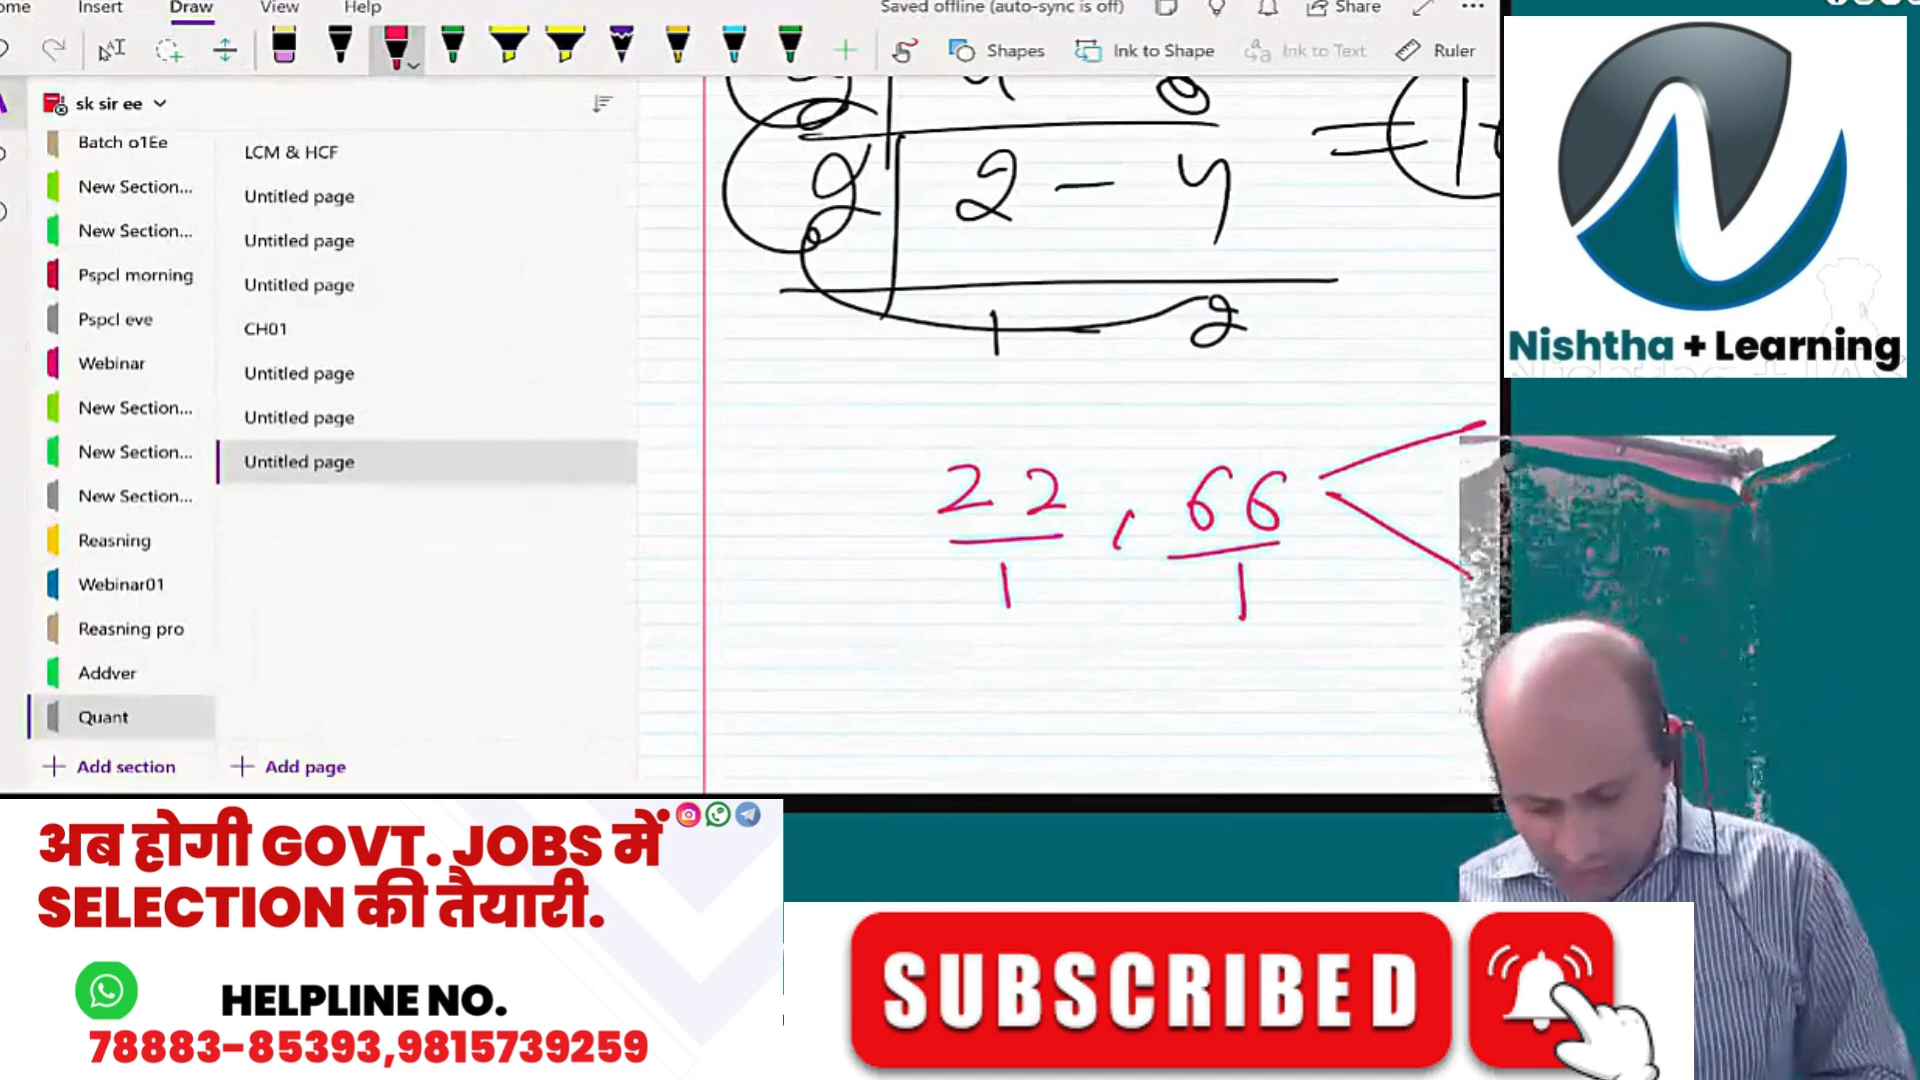 Insert Draw View Help
Saved offline (auto-sync is off) Share
Shapes Ink to Shape Ink to Text Ruler
sk sir ee
Batch o1Ee
New Section...
New Section...
Pspcl morning
Pspcl eve
Webinar
New Section...
New Section...
New Section...
Reasning
Webinar01
Reasning pro
Addver
Quant
Add section
LCM & HCF
Untitled page
Untitled page
Untitled page
CH01
Untitled page
Untitled page
Untitled page
Add page
2 2 - 4 =
1 - 2
22 , 66
1 1
Nishtha + Learning
अब होगी GOVT. JOBS में
SELECTION की तैयारी.
HELPLINE NO.
78883-85393,9815739259
SUBSCRIBED